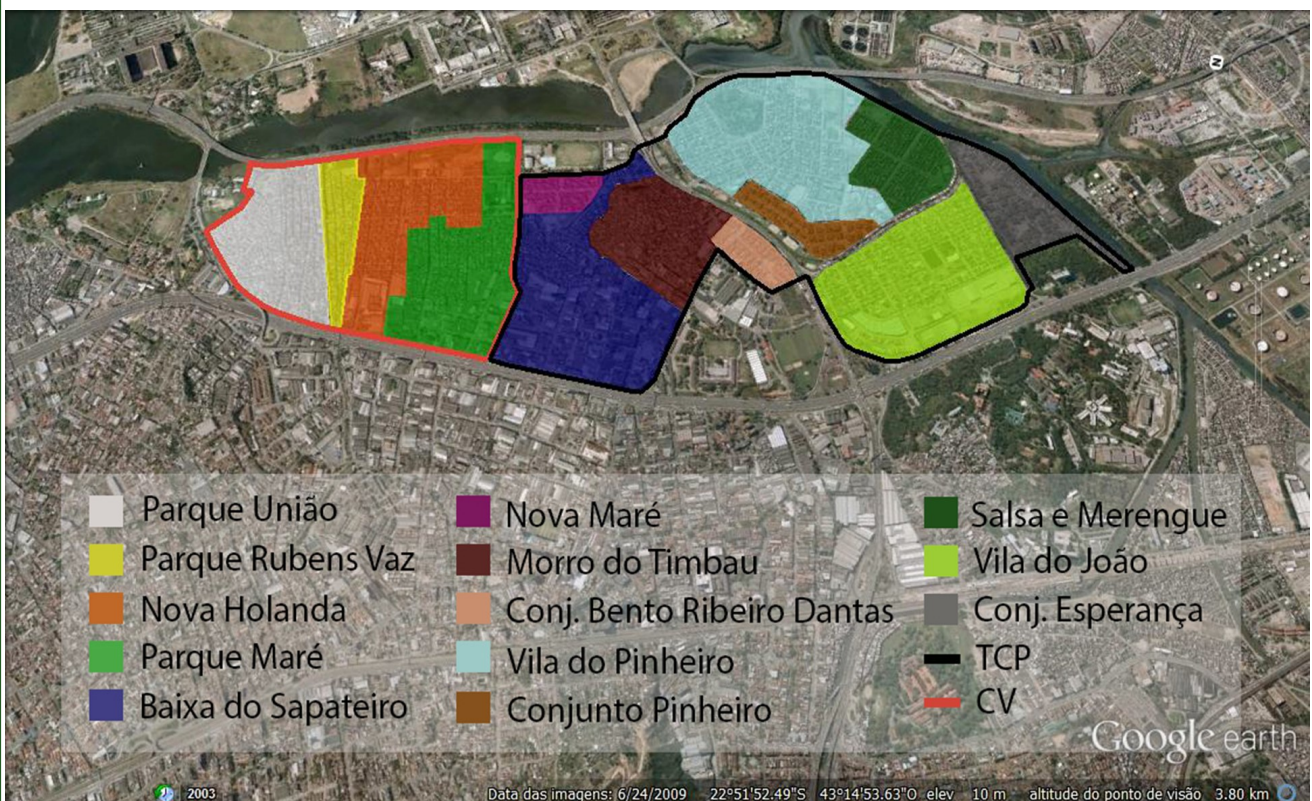 N
Parque União
Parque Rubens Vaz
Nova Holanda
Parque Maré
Baixa do Sapateiro
Nova Maré
Morro do Timbau
Conj. Bento Ribeiro Dantas
Vila do Pinheiro
Conjunto Pinheiro
Salsa e Merengue
Vila do João
Conj. Esperança
TCP
CV
Google earth
2003
Data das imagens: 6/24/2009 22°51'52.49"S 43°14'53.63"O elev 10 m altitude do ponto de visão 3.80 km